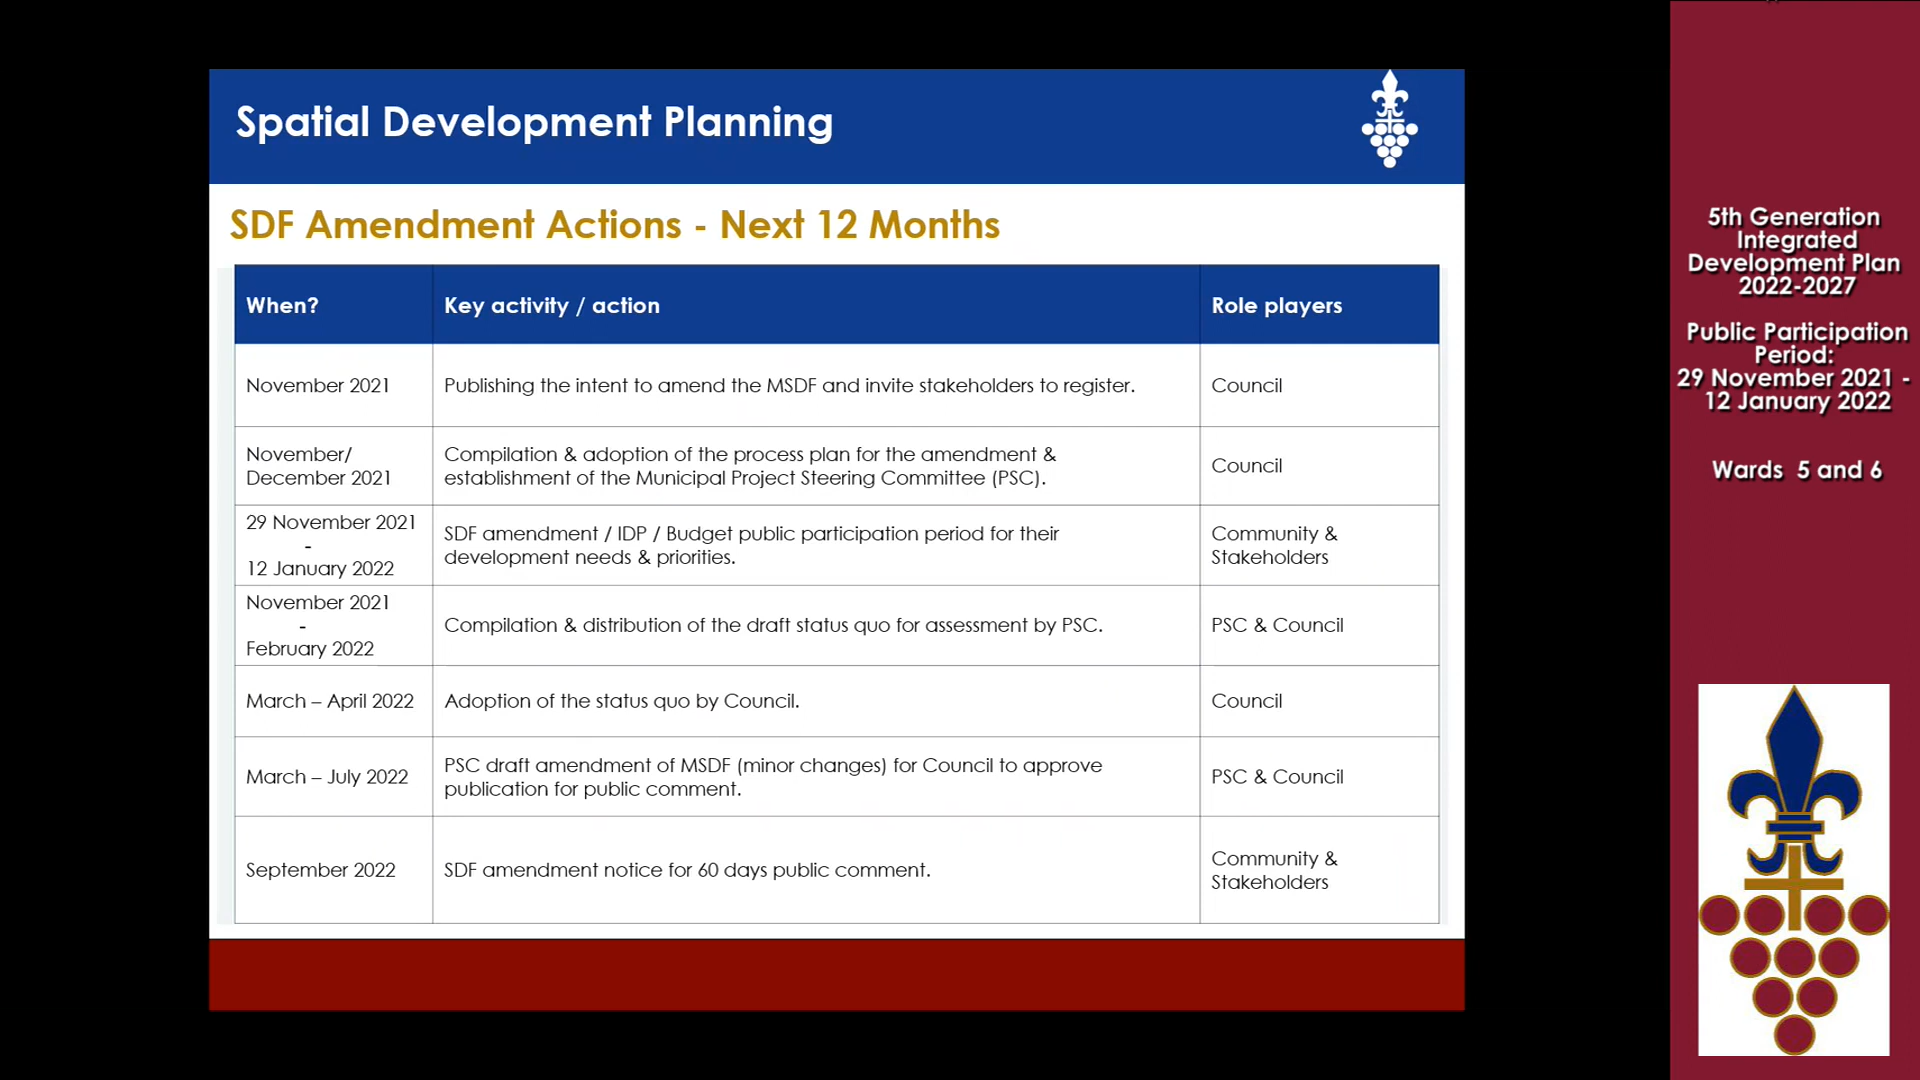 Spatial Development Planning
SDF Amendment Actions - Next 12 Months
When?
Key activity / action
Role players
November 2021
Publishing the intent to amend the MSDF and invite stakeholders to register.
Council
November/
December 2021
Compilation & adoption of the process plan for the amendment &
establishment of the Municipal Project Steering Committee (PSC).
Council
29 November 2021
-
12 January 2022
SDF amendment / IDP / Budget public participation period for their
development needs & priorities.
Community &
Stakeholders
November 2021
-
February 2022
Compilation & distribution of the draft status quo for assessment by PSC.
PSC & Council
March – April 2022
Adoption of the status quo by Council.
Council
March – July 2022
PSC draft amendment of MSDF (minor changes) for Council to approve
publication for public comment.
PSC & Council
September 2022
SDF amendment notice for 60 days public comment.
Community &
Stakeholders
5th Generation
Integrated
Development Plan
2022-2027
Public Participation
Period:
29 November 2021 -
12 January 2022
Wards 5 and 6